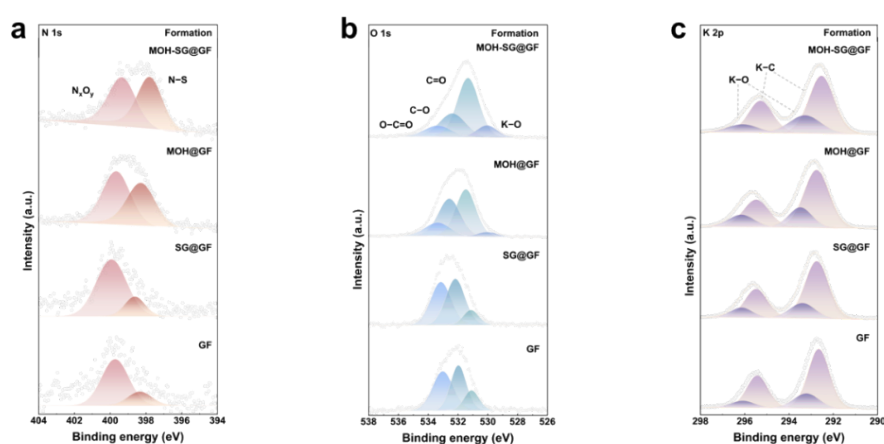 a
N 1s
Formation
MOH-SG@GF
NₓOᵧ
N−S
MOH@GF
SG@GF
GF
Intensity (a.u.)
404 402 400 398 396 394
Binding energy (eV)
b
O 1s
Formation
MOH-SG@GF
C=O
C−O
O−C=O
K−O
MOH@GF
SG@GF
GF
Intensity (a.u.)
538 536 534 532 530 528 526
Binding energy (eV)
c
K 2p
Formation
MOH-SG@GF
K−C
K−O
MOH@GF
SG@GF
GF
Intensity (a.u.)
298 296 294 292 290
Binding energy (eV)